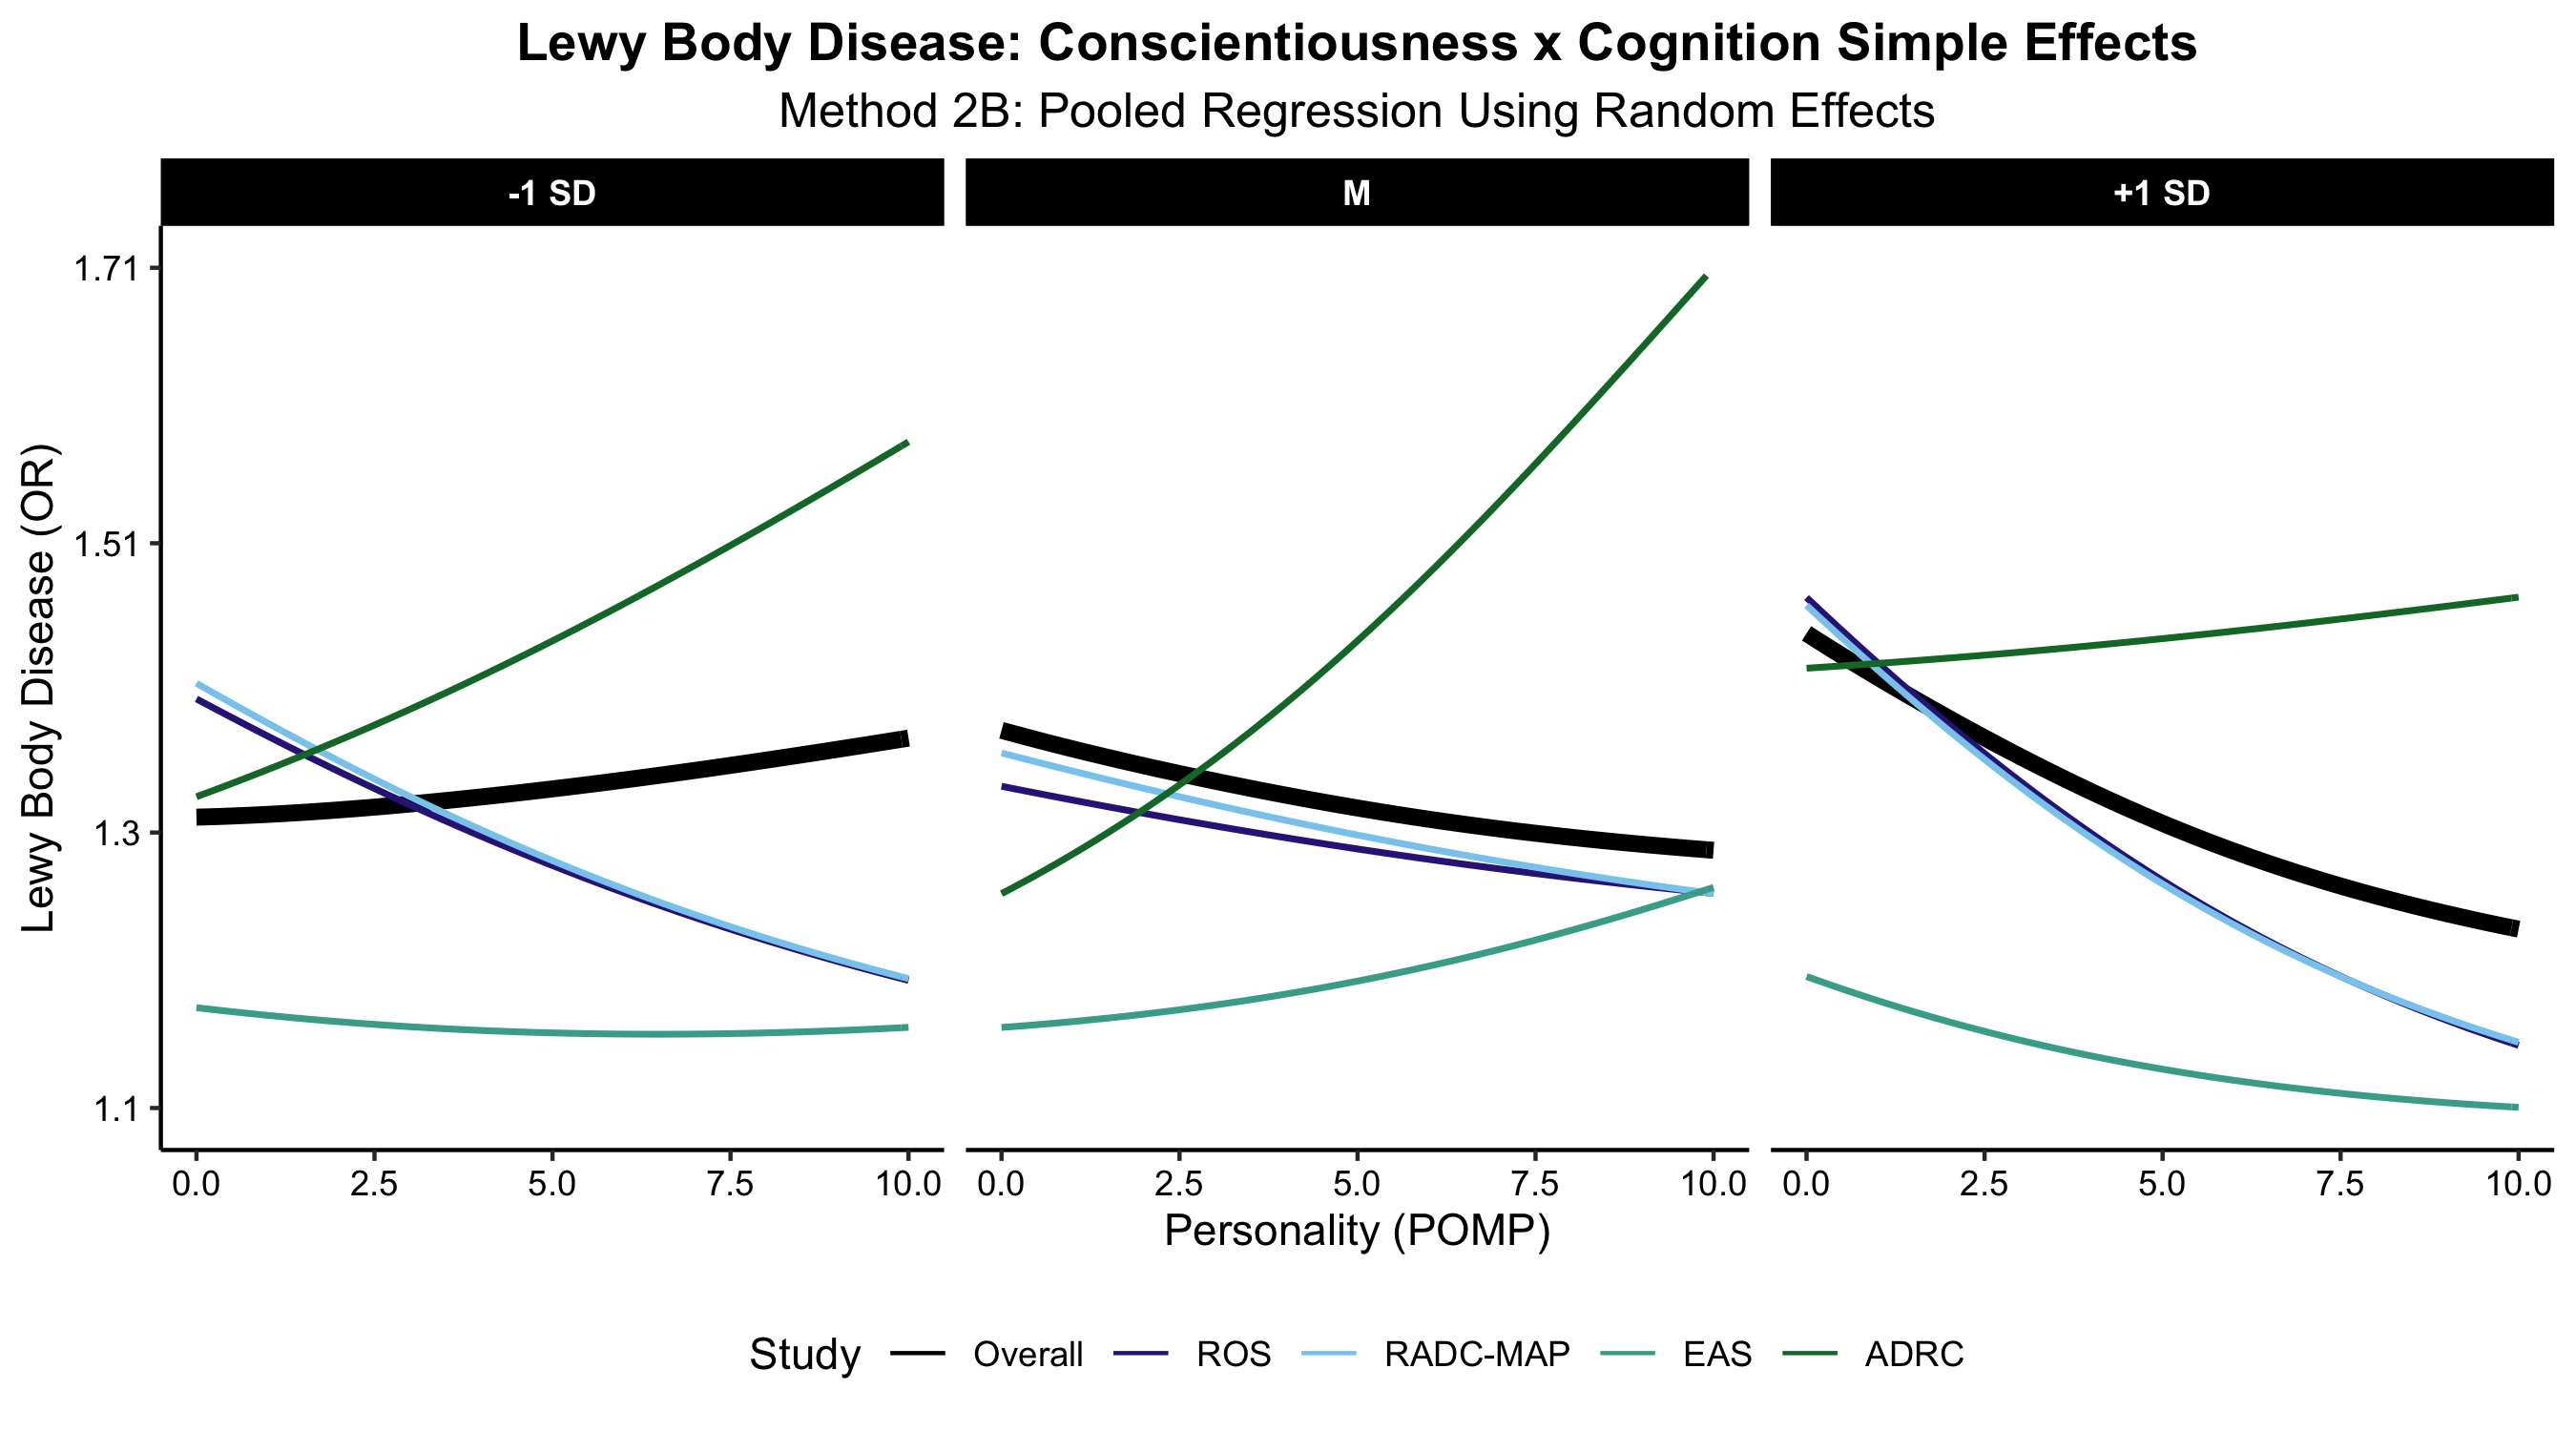 Lewy Body Disease: Conscientiousness x Cognition Simple Effects
Method 2B: Pooled Regression Using Random Effects
-1 SD M +1 SD
Lewy Body Disease (OR)
1.71
1.51
1.3
1.1
0.0 2.5 5.0 7.5 10.0 0.0 2.5 5.0 7.5 10.0 0.0 2.5 5.0 7.5 10.0
Personality (POMP)
Study Overall ROS RADC-MAP EAS ADRC